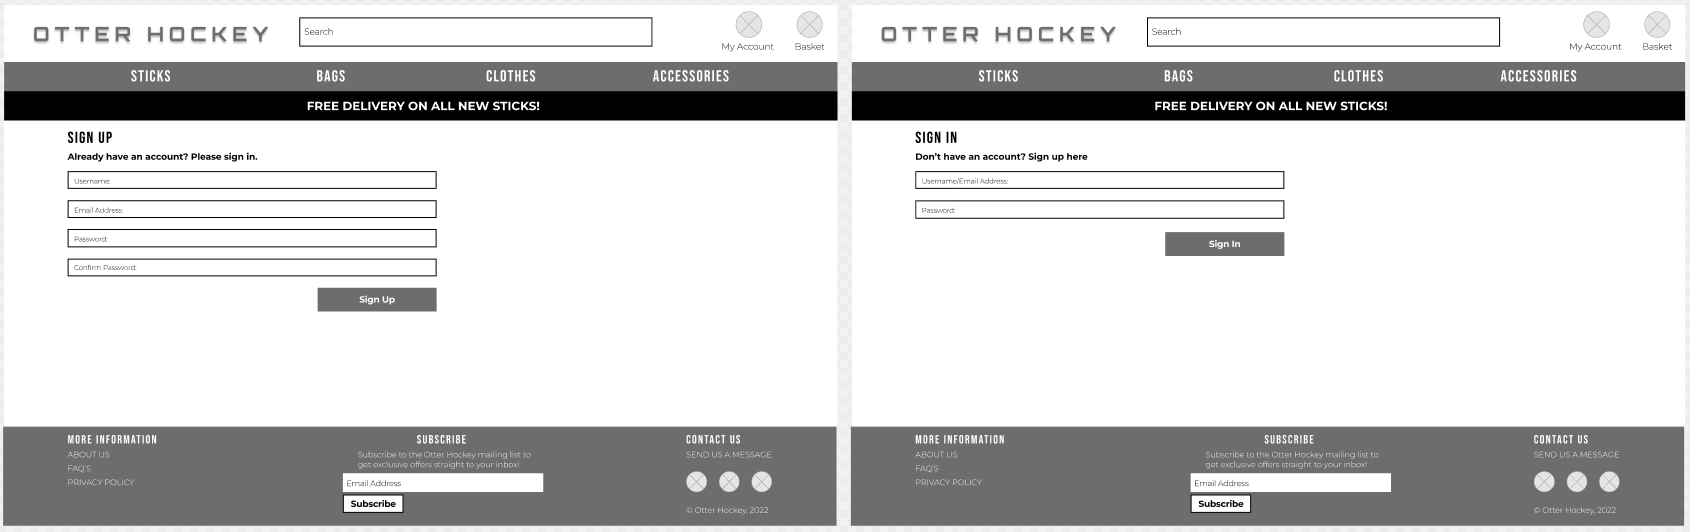 OTTER HOCKEY
Search
My Account
Basket
STICKS
BAGS
CLOTHES
ACCESSORIES
FREE DELIVERY ON ALL NEW STICKS!
SIGN UP
Already have an account? Please sign in.
Username:
Email Address:
Password:
Confirm Password:
Sign Up
MORE INFORMATION
ABOUT US
FAQ'S
PRIVACY POLICY
SUBSCRIBE
Subscribe to the Otter Hockey mailing list to
get exclusive offers straight to your inbox!
Email Address
Subscribe
CONTACT US
SEND US A MESSAGE
© Otter Hockey, 2022
OTTER HOCKEY
Search
My Account
Basket
STICKS
BAGS
CLOTHES
ACCESSORIES
FREE DELIVERY ON ALL NEW STICKS!
SIGN IN
Don't have an account? Sign up here
Username/Email Address:
Password:
Sign In
MORE INFORMATION
ABOUT US
FAQ'S
PRIVACY POLICY
SUBSCRIBE
Subscribe to the Otter Hockey mailing list to
get exclusive offers straight to your inbox!
Email Address
Subscribe
CONTACT US
SEND US A MESSAGE
© Otter Hockey, 2022